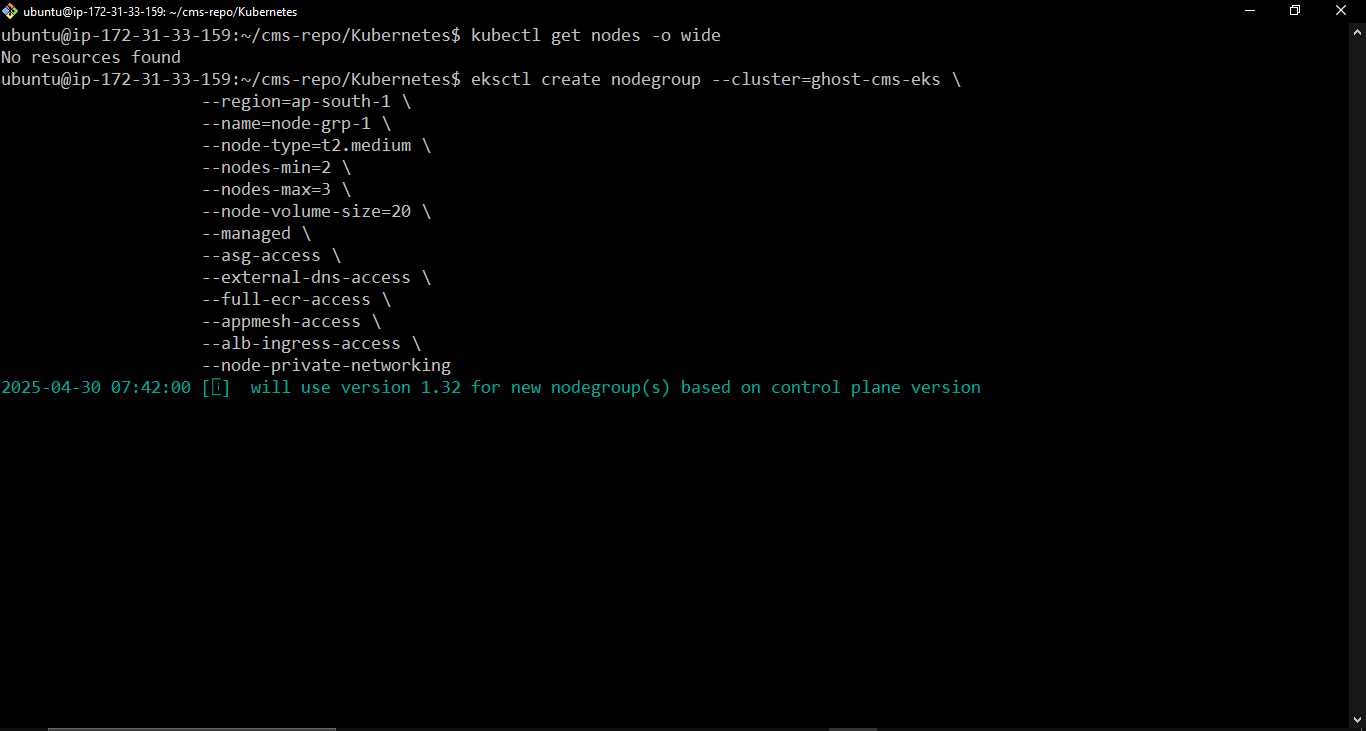 ubuntu@ip-172-31-33-159: ~/cms-repo/Kubernetes
ubuntu@ip-172-31-33-159:~/cms-repo/Kubernetes$ kubectl get nodes -o wide
No resources found
ubuntu@ip-172-31-33-159:~/cms-repo/Kubernetes$ eksctl create nodegroup --cluster=ghost-cms-eks \
--region=ap-south-1 \
--name=node-grp-1 \
--node-type=t2.medium \
--nodes-min=2 \
--nodes-max=3 \
--node-volume-size=20 \
--managed \
--asg-access \
--external-dns-access \
--full-ecr-access \
--appmesh-access \
--alb-ingress-access \
--node-private-networking
2025-04-30 07:42:00 [ℹ]  will use version 1.32 for new nodegroup(s) based on control plane version